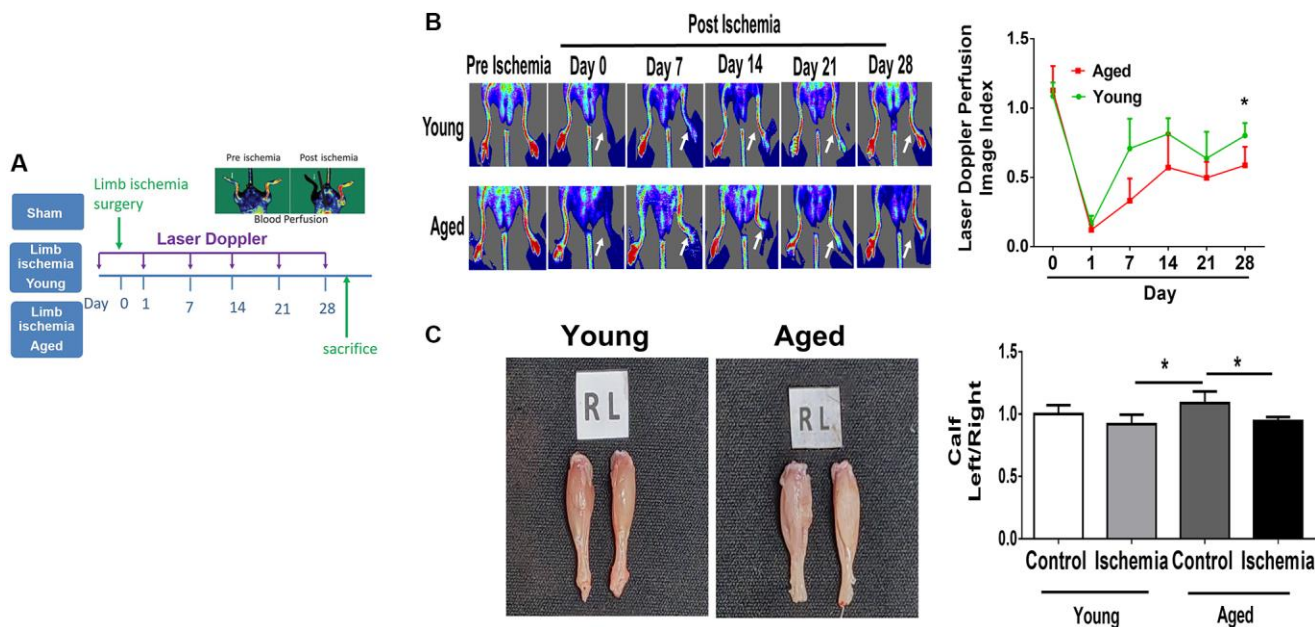 A
Sham
Limb
ischemia
Young
Limb
ischemia
Aged
Limb ischemia
surgery
Pre ischemia
Post ischemia
Blood Perfusion
Laser Doppler
Day 0 1 7 14 21 28
sacrifice
B
Post Ischemia
Pre Ischemia Day 0 Day 7 Day 14 Day 21 Day 28
Young
Aged
Laser Doppler Perfusion
Image Index
1.5
1.0
0.5
0.0
Aged
Young
*
0 1 7 14 21 28
Day
C
Young
Aged
R L
R L
Calf
Left/Right
1.5
1.0
0.5
0.0
* *
Control Ischemia Control Ischemia
Young Aged